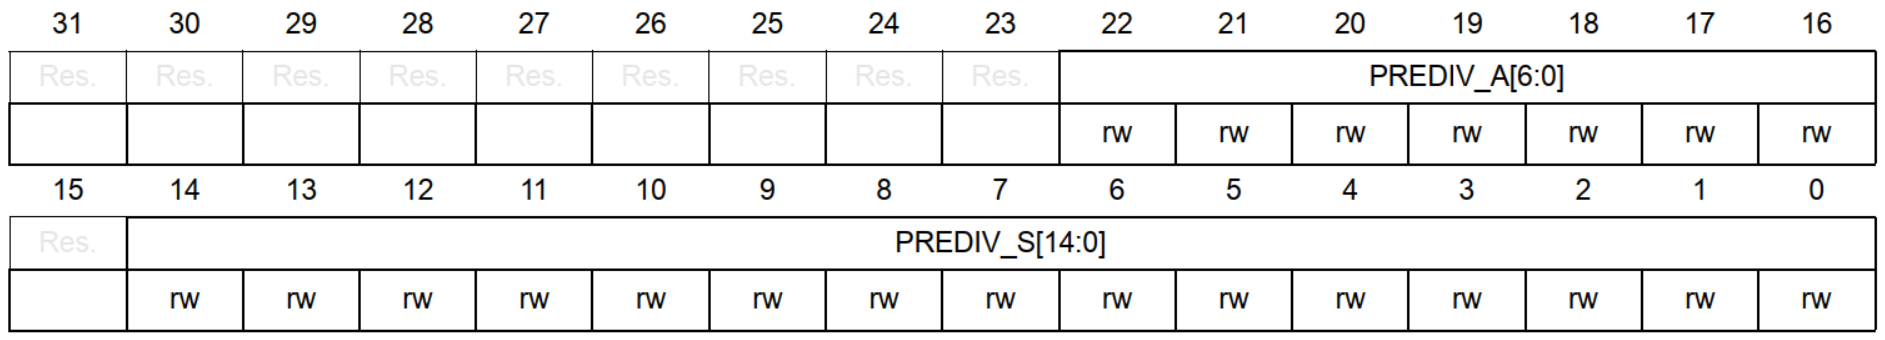 31 30 29 28 27 26 25 24 23 22 21 20 19 18 17 16
Res. Res. Res. Res. Res. Res. Res. Res. Res. PREDIV_A[6:0]
rw rw rw rw rw rw rw
15 14 13 12 11 10 9 8 7 6 5 4 3 2 1 0
Res. PREDIV_S[14:0]
rw rw rw rw rw rw rw rw rw rw rw rw rw rw rw